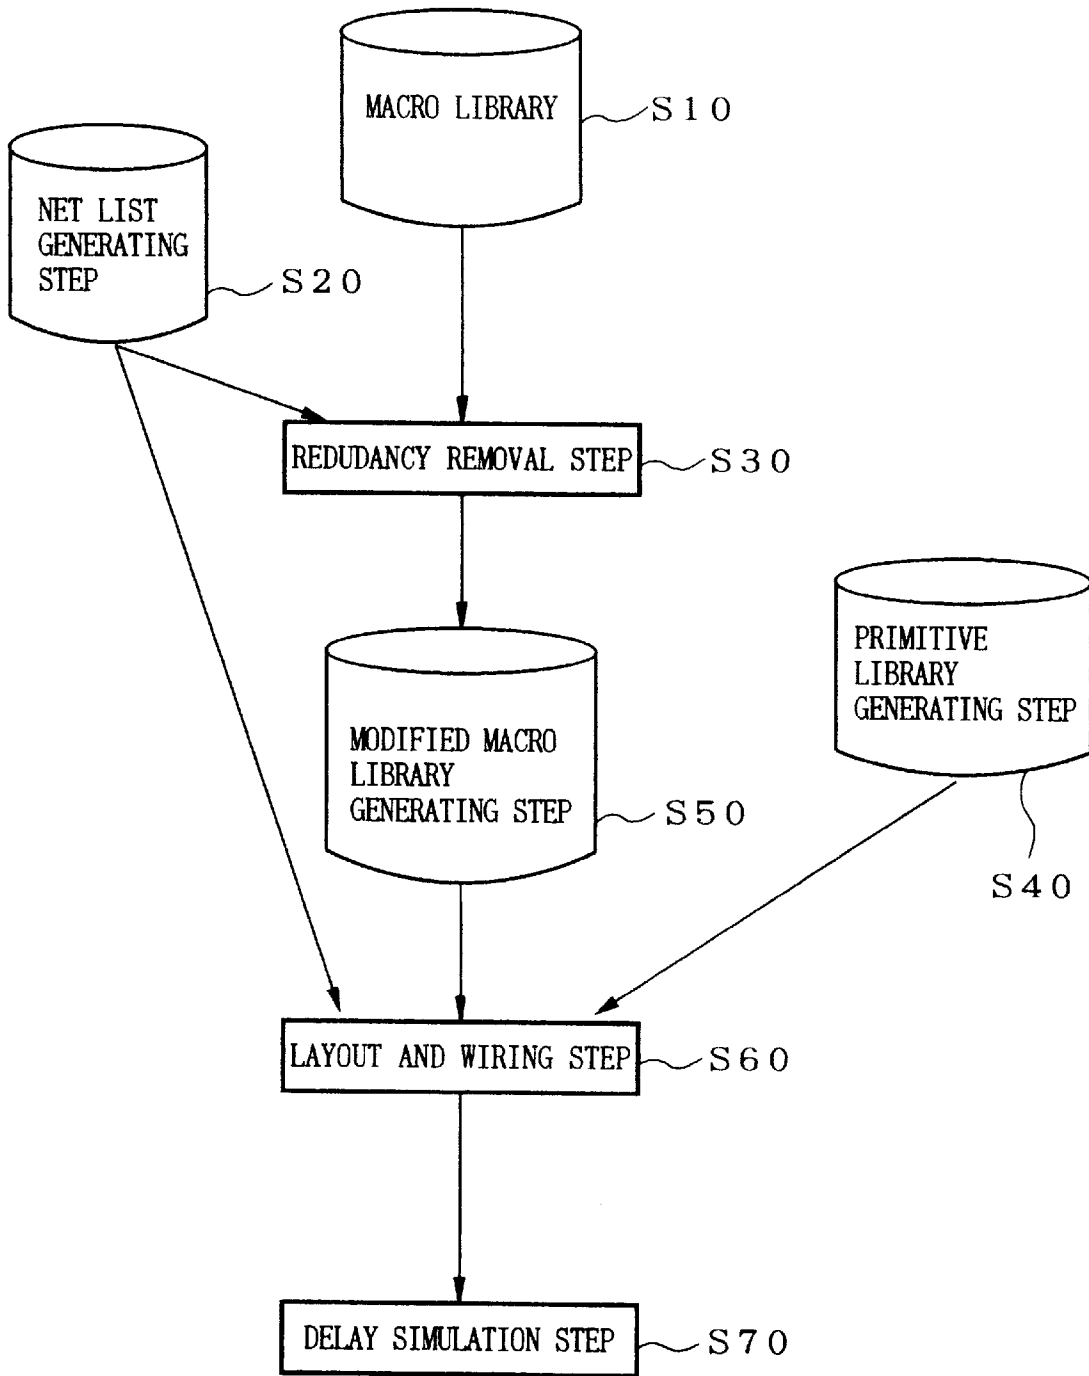 MACRO LIBRARY
S10
NET LIST
GENERATING
STEP
S20
REDUDANCY REMOVAL STEP
S30
PRIMITIVE
LIBRARY
GENERATING STEP
S40
MODIFIED MACRO
LIBRARY
GENERATING STEP
S50
LAYOUT AND WIRING STEP
S60
DELAY SIMULATION STEP
S70